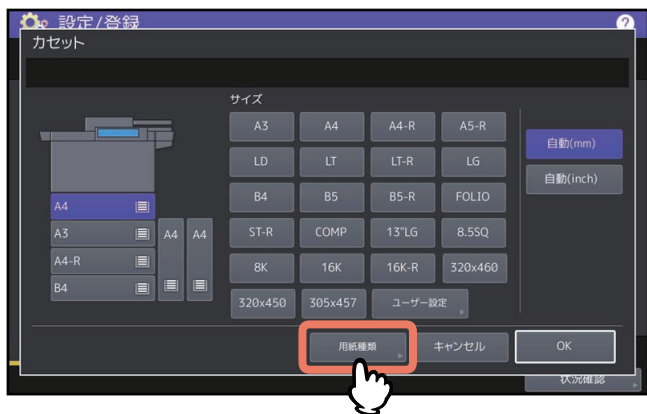 設定/登録
?
カセット
サイズ
A3 A4 A4-R A5-R
自動(mm)
LD LT LT-R LG
自動(inch)
B4 B5 B5-R FOLIO
A4
A3 A4 A4
ST-R COMP 13"LG 8.5SQ
A4-R
8K 16K 16K-R 320x460
B4
320x450 305x457 ユーザー設定
用紙種類 キャンセル OK
状況確認